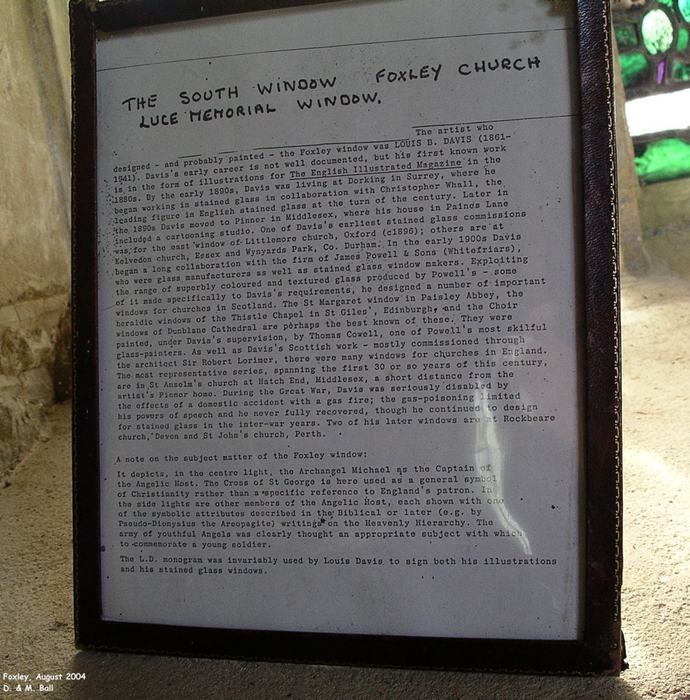 THE SOUTH WINDOW FOXLEY CHURCH
LUCE MEMORIAL WINDOW.
The artist who
designed - and probably painted - the Foxley window was LOUIS B. DAVIS (1861-
1941). Davis's early career is not well documented, but his first known work
is in the form of illustrations for The English Illustrated Magazine in the
1880s. By the early 1890s, Davis was living at Dorking in Surrey, where he
began working in stained glass in collaboration with Christopher Whall, the
leading figure in English stained glass at the turn of the century. Later in
the 1890s Davis moved to Pinner in Middlesex, where his house in Paines Lane
included a cartooning studio. One of Davis's earliest stained glass commissions
was for the east window of Littlemore church, Oxford (c1896); others are at
Kelvedon church, Essex and Wynyards Park, Co. Durham. In the early 1900s Davis
began a long collaboration with the firm of James Powell & Sons (Whitefriars),
who were glass manufacturers as well as stained glass window makers. Exploiting
the range of superbly coloured and textured glass produced by Powell's - some
of it made specifically to Davis's requirements, he designed a number of important
windows for churches in Scotland. The St Margaret window in Paisley Abbey, the
heraldic windows of the Thistle Chapel in St Giles', Edinburgh, and the Choir
windows of Dunblane Cathedral are perhaps the best known of these. They were
painted, under Davis's supervision, by Thomas Cowell, one of Powell's most skilful
glass-painters. As well as Davis's Scottish work - mostly commissioned through
the architect Sir Robert Lorimer, there were many windows for churches in England.
The most representative series, spanning the first 30 or so years of this century,
are in St Anselm's church at Hatch End, Middlesex, a short distance from the
artist's Pinner home. During the Great War, Davis was seriously disabled by
the effects of a domestic accident with a gas fire; the gas-poisoning limited
his powers of speech and he never fully recovered, though he continued to design
for stained glass in the inter-war years. Two of his later windows are at Rockbeare
church, Devon and St John's church, Perth.
A note on the subject matter of the Foxley window:
It depicts, in the centre light, the Archangel Michael as the Captain of
the Angelic Host. The Cross of St George is here used as a general symbol
of Christianity rather than a specific reference to England's patron. In
the side lights are other members of the Angelic Host, each shown with one
of the symbolic attributes described in the Biblical or later (e.g. by
Pseudo-Dionysius the Areopagite) writings on the Heavenly Hierarchy. The
army of youthful Angels was clearly thought an appropriate subject with which
to commemorate a young soldier.
The L.D. monogram was invariably used by Louis Davis to sign both his illustrations
and his stained glass windows.
Foxley, August 2004
D. & M. Ball